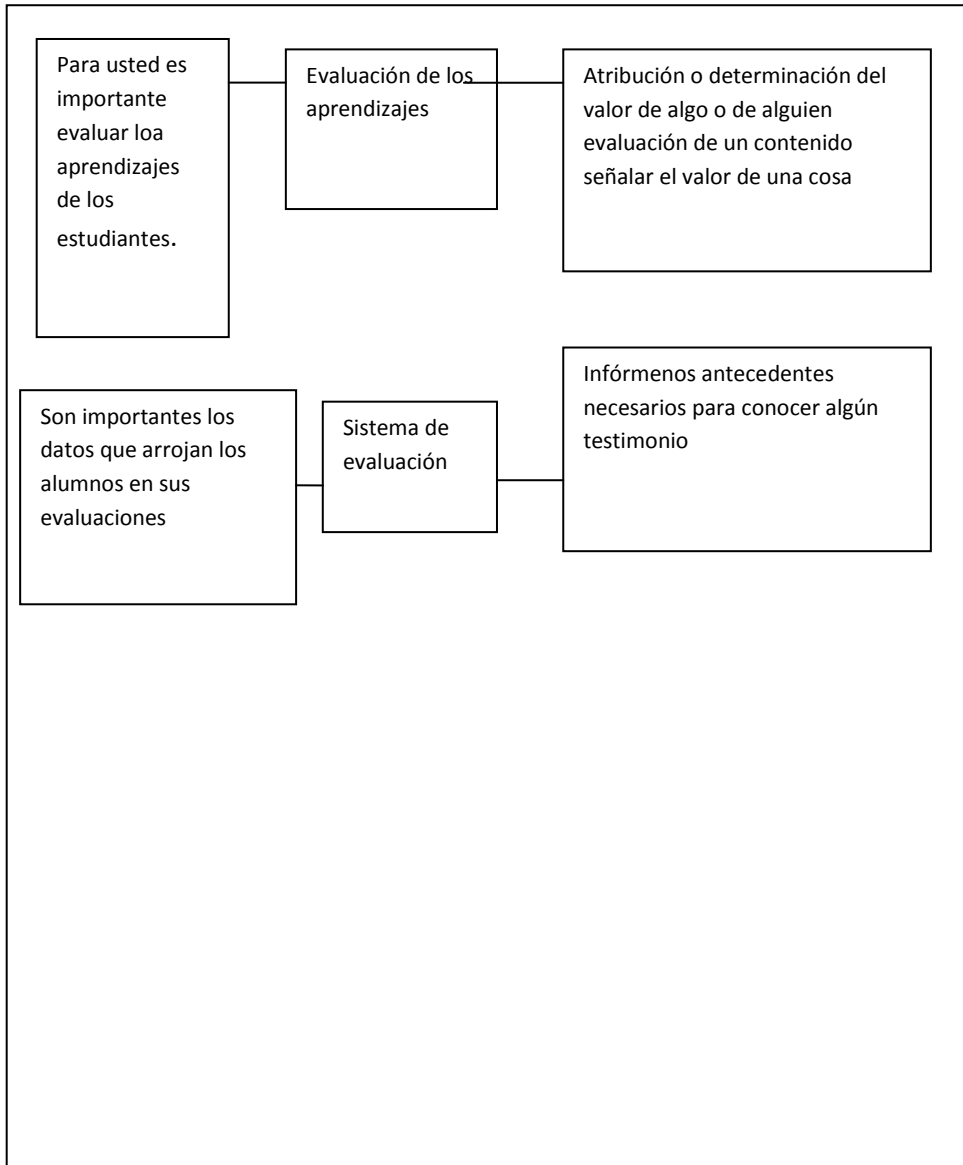 Para usted es
importante
evaluar loa
aprendizajes
de los
estudiantes.
Evaluación de los
aprendizajes
Atribución o determinación del
valor de algo o de alguien
evaluación de un contenido
señalar el valor de una cosa
Son importantes los
datos que arrojan los
alumnos en sus
evaluaciones
Sistema de
evaluación
Infórmenos antecedentes
necesarios para conocer algún
testimonio